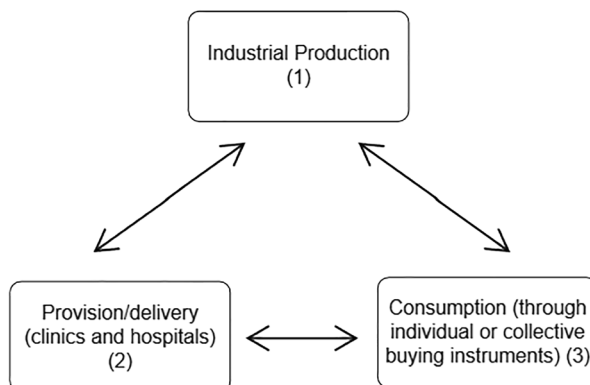 Industrial Production
(1)
Provision/delivery
(clinics and hospitals)
(2)
Consumption (through
individual or collective
buying instruments) (3)